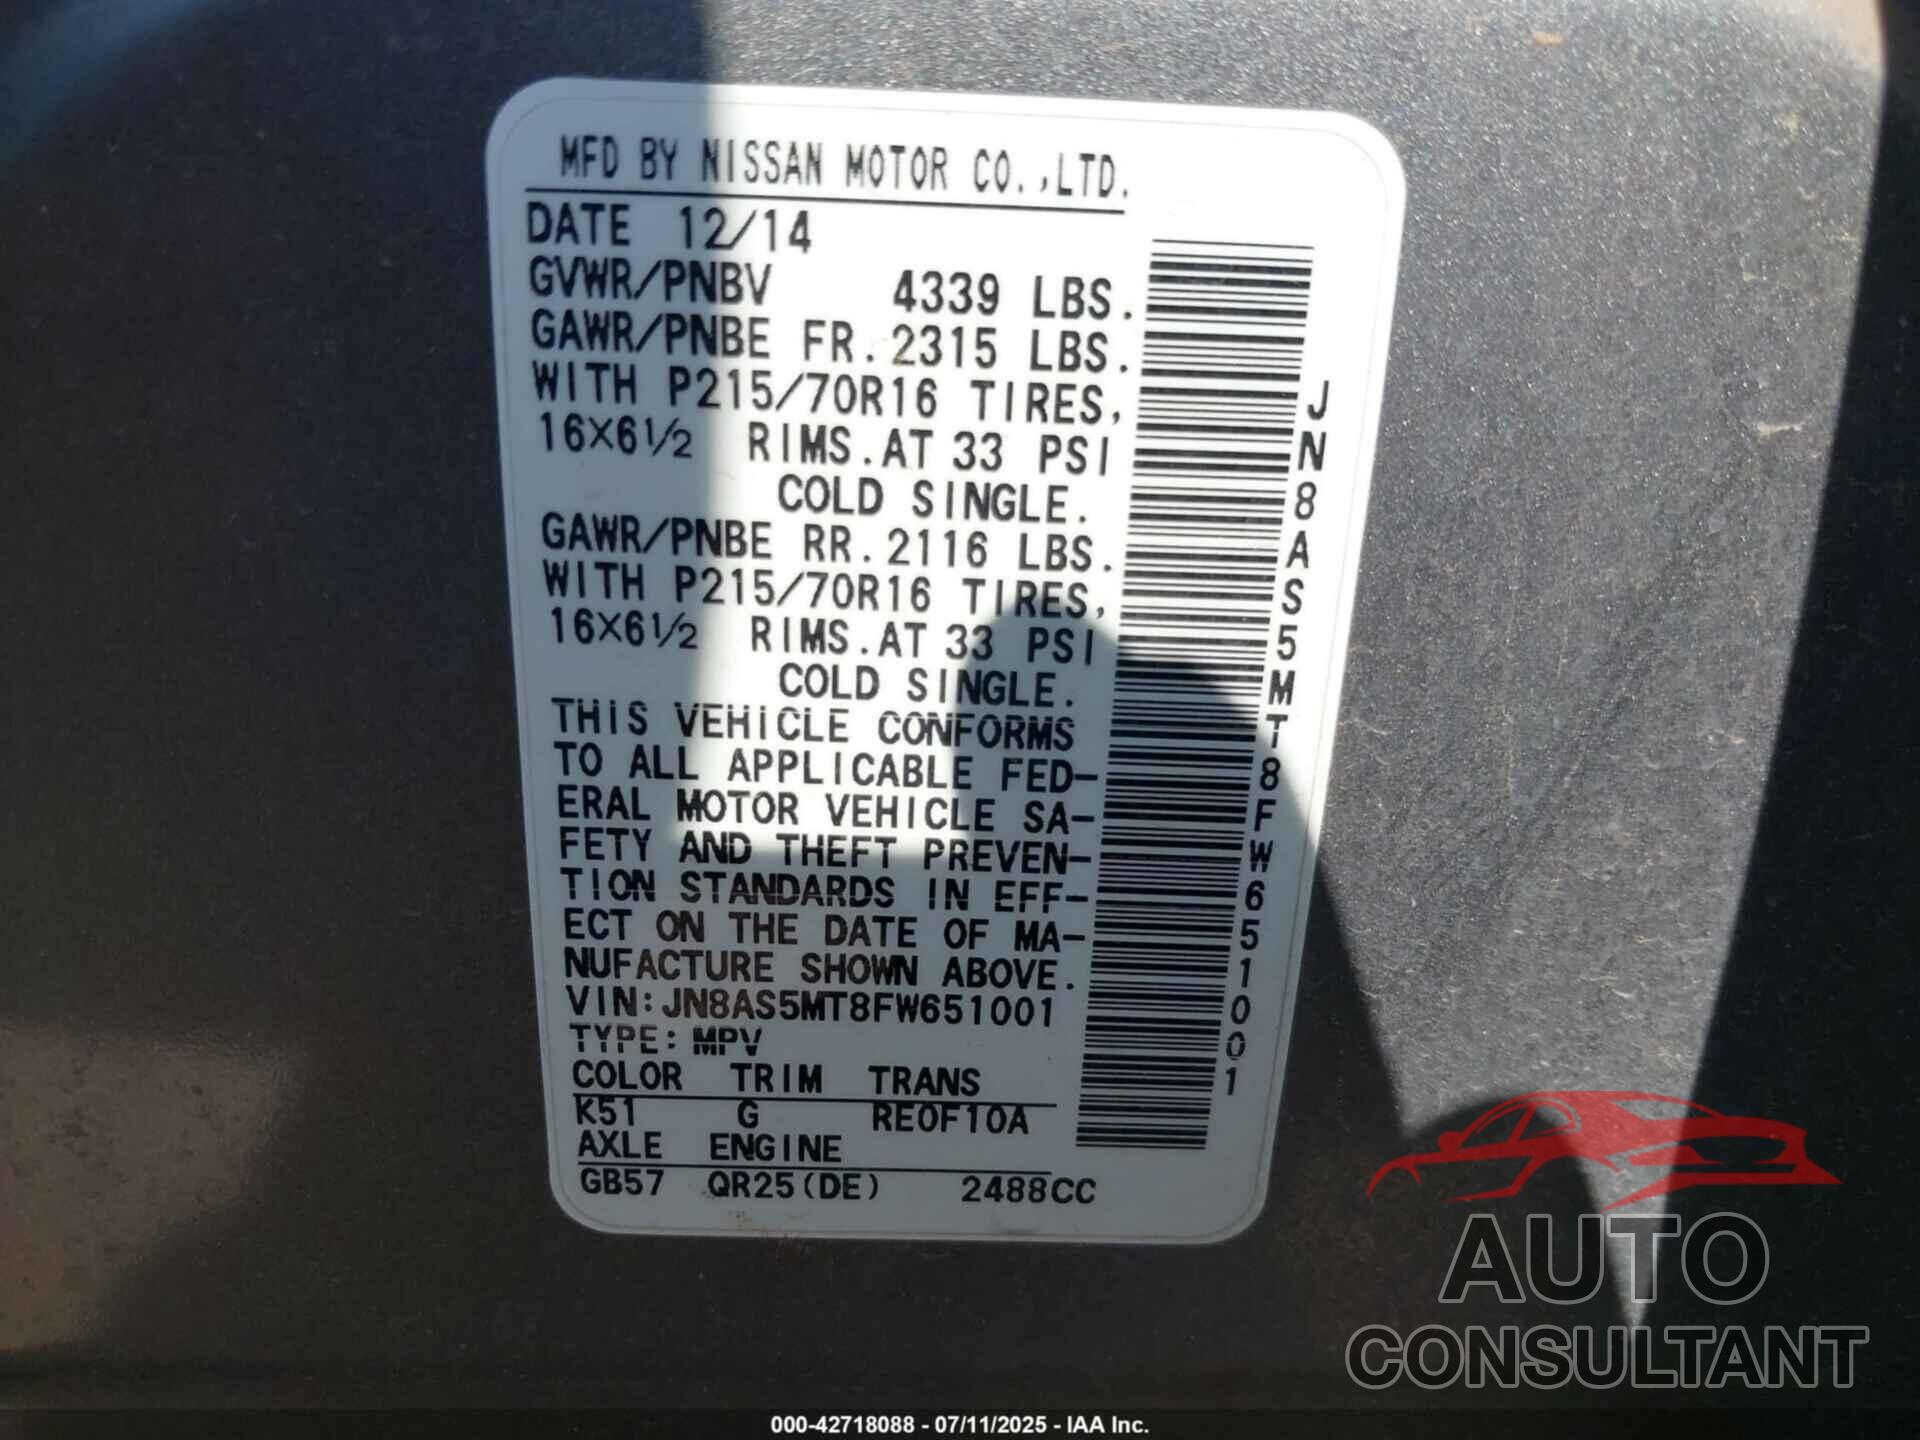 MFD BY NISSAN MOTOR CO.,LTD.
DATE 12/14
GVWR/PNBV 4339 LBS.
GAWR/PNBE FR.2315 LBS.
WITH P215/70R16 TIRES,
16×6½ RIMS.AT 33 PSI
COLD SINGLE.
GAWR/PNBE RR.2116 LBS.
WITH P215/70R16 TIRES,
16×6½ RIMS.AT 33 PSI
COLD SINGLE.
THIS VEHICLE CONFORMS
TO ALL APPLICABLE FED-
ERAL MOTOR VEHICLE SA-
FETY AND THEFT PREVEN-
TION STANDARDS IN EFF-
ECT ON THE DATE OF MA-
NUFACTURE SHOWN ABOVE.
VIN:JN8AS5MT8FW651001
TYPE: MPV
COLOR TRIM TRANS
K51 G RE0F10A
AXLE ENGINE
GB57 QR25(DE) 2488CC
JN8AS5MT8FW651001
AUTO
CONSULTANT
000-42718088 - 07/11/2025 - IAA Inc.